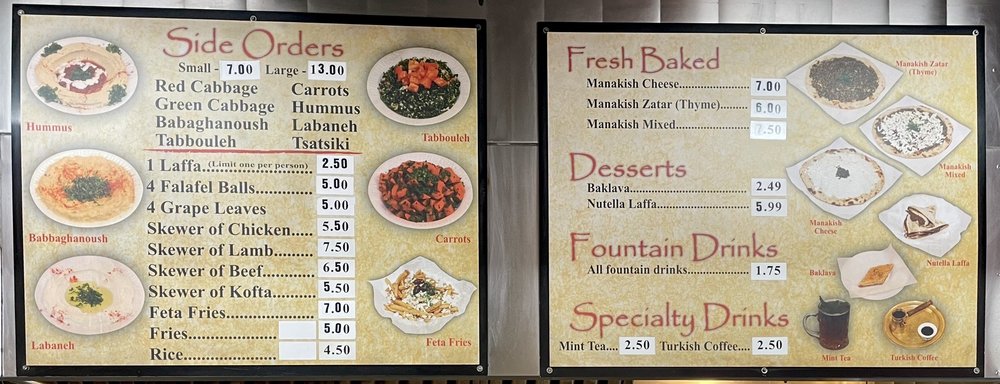 Side Orders
Small - 7.00 Large - 13.00
Red Cabbage Carrots
Green Cabbage Hummus
Babaghanoush Labaneh
Tabbouleh Tsatsiki
1 Laffa (Limit one per person) 2.50
4 Falafel Balls 5.00
4 Grape Leaves 5.00
Skewer of Chicken 5.50
Skewer of Lamb 7.50
Skewer of Beef 6.50
Skewer of Kofta 5.50
Feta Fries 7.00
Fries 5.00
Rice 4.50
Hummus
Babbaghanoush
Labaneh
Tabbouleh
Carrots
Feta Fries
Fresh Baked
Manakish Cheese 7.00
Manakish Zatar (Thyme) 6.00
Manakish Mixed 7.50
Desserts
Baklava 2.49
Nutella Laffa 5.99
Fountain Drinks
All fountain drinks 1.75
Specialty Drinks
Mint Tea.... 2.50 Turkish Coffee.... 2.50
Manakish Zatar
(Thyme)
Manakish
Mixed
Manakish
Cheese
Nutella Laffa
Baklava
Mint Tea
Turkish Coffee